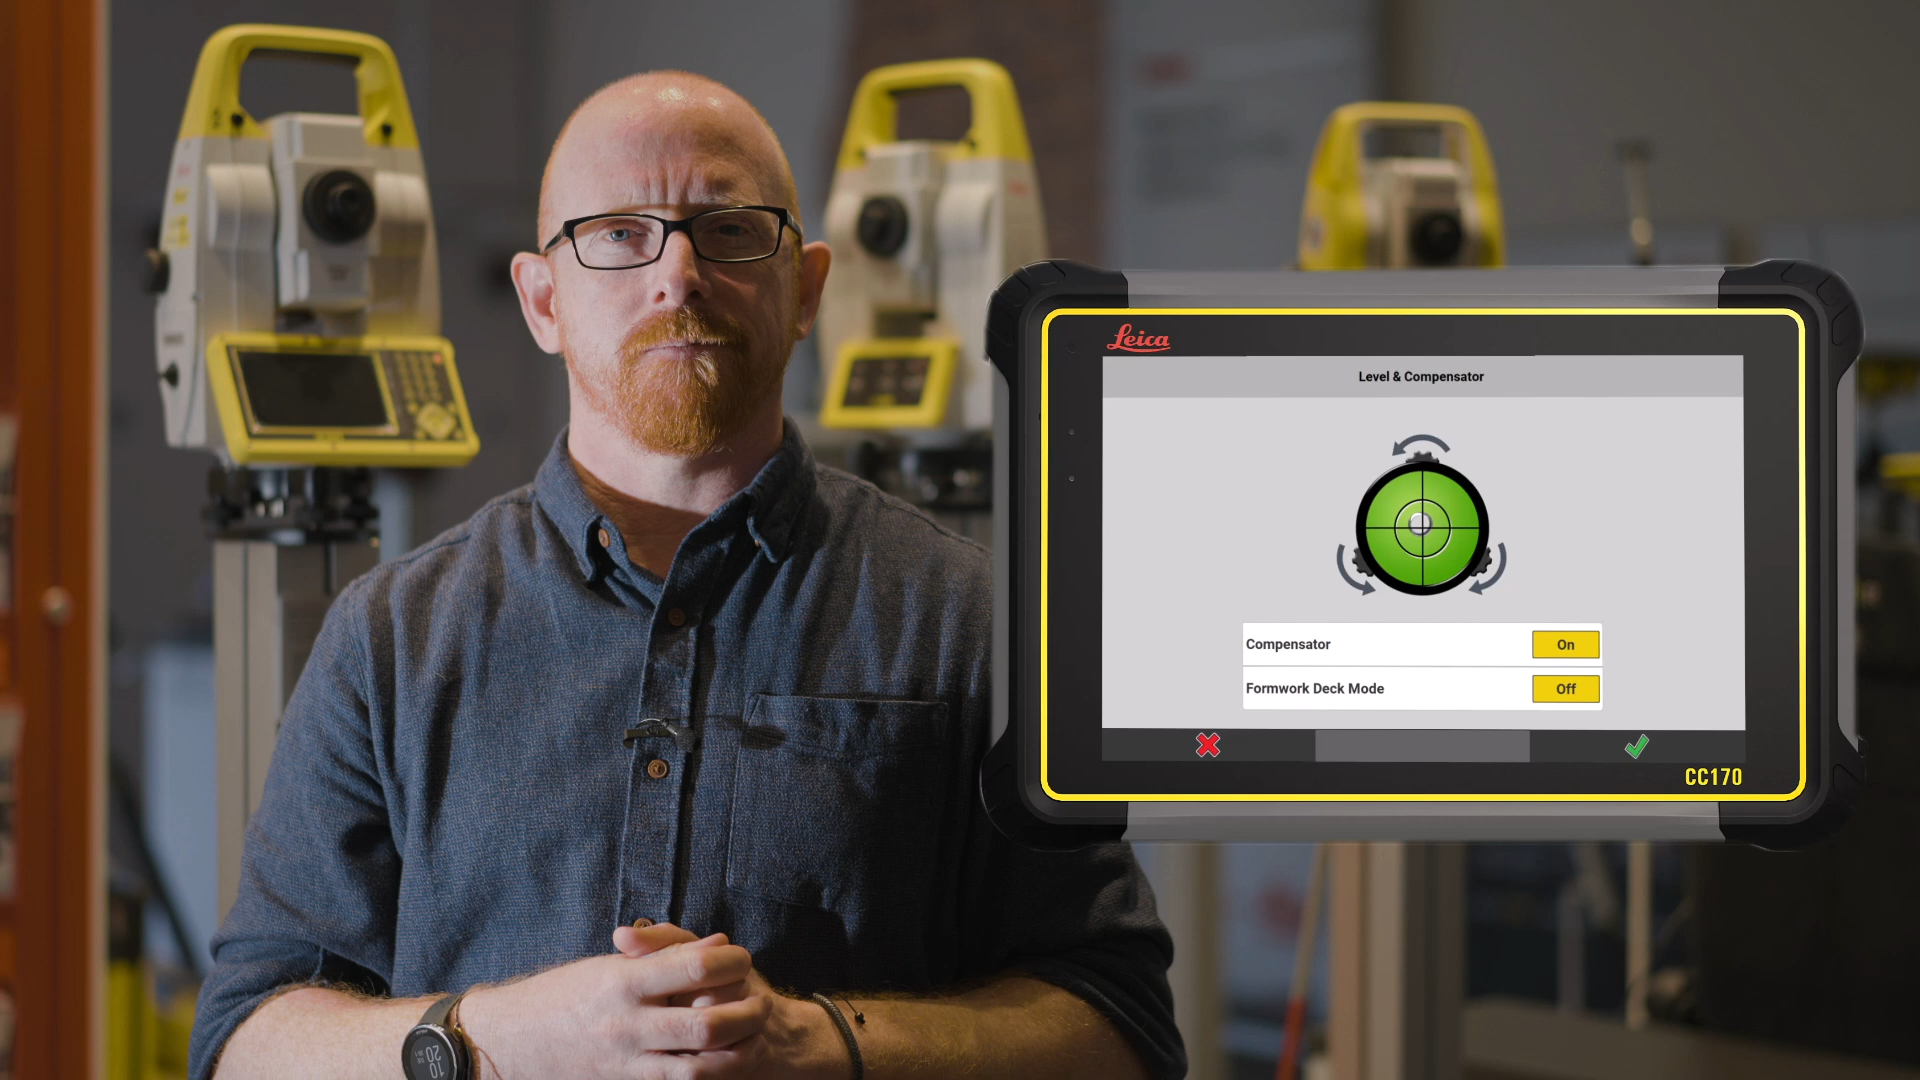 Leica
Level & Compensator
Compensator
On
Formwork Deck Mode
Off
CC170